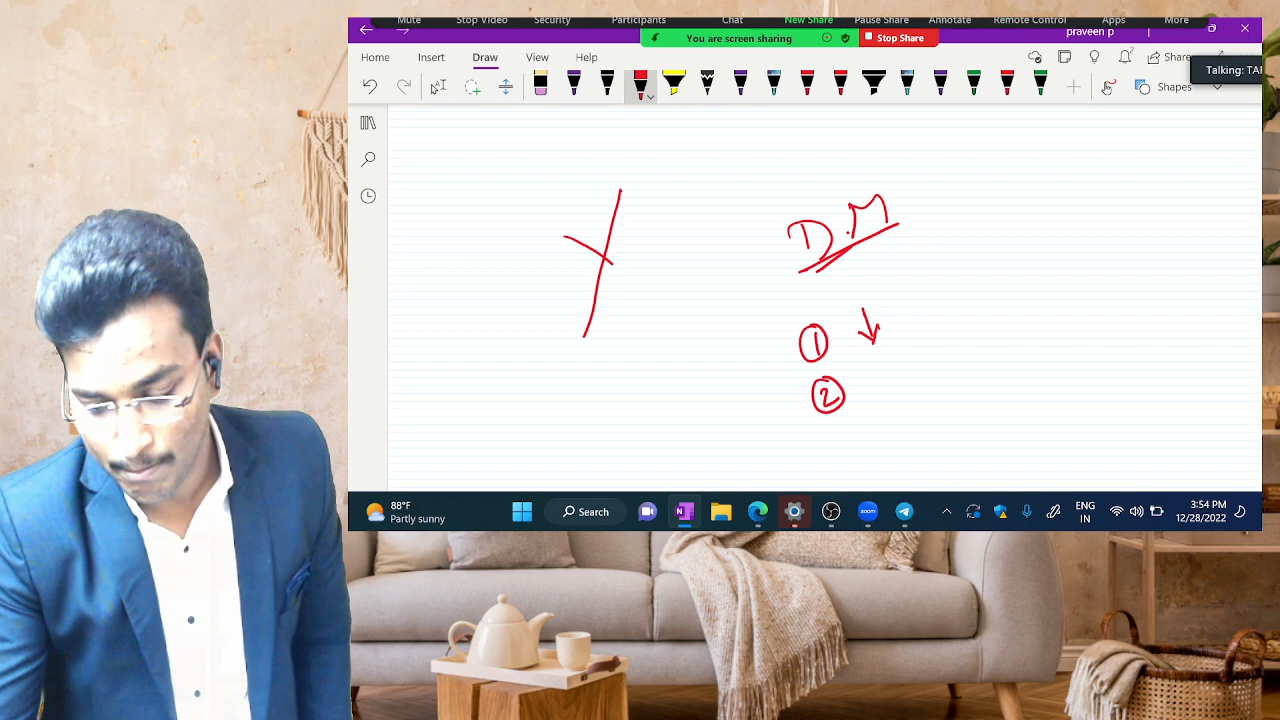 Mute Stop Video Security Participants Chat New Share Pause Share Annotate Remote Control Apps More
praveen p
You are screen sharing Stop Share
Home Insert Draw View Help Share
Talking: TA
Shapes
D.M
1
2
88°F
Partly sunny
Search
zoom
ENG
IN
3:54 PM
12/28/2022